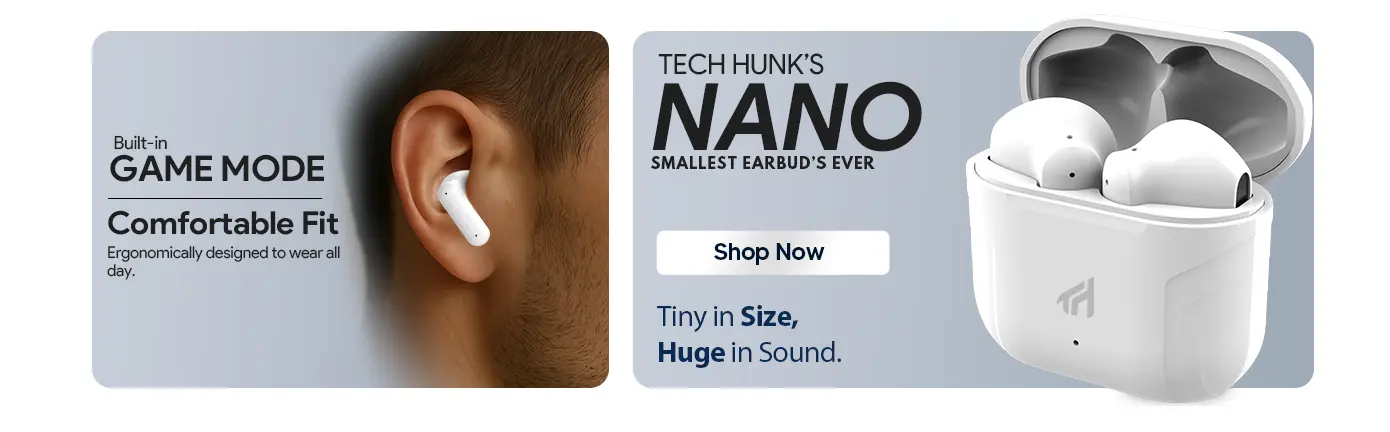 Built-in
GAME MODE
Comfortable Fit
Ergonomically designed to wear all
day.
TECH HUNK'S
NANO
SMALLEST EARBUD'S EVER
Shop Now
Tiny in Size,
Huge in Sound.
TH